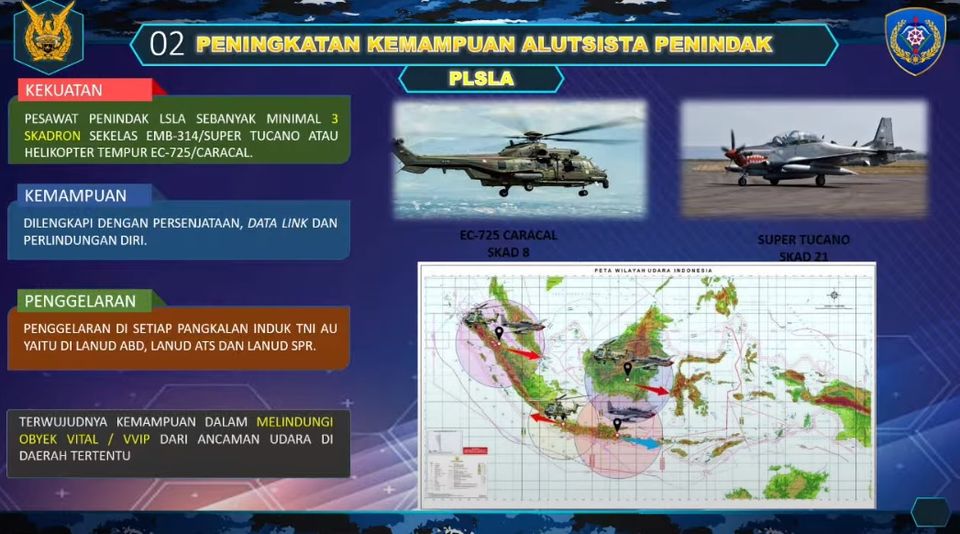 02 PENINGKATAN KEMAMPUAN ALUTSISTA PENINDAK
PLSLA
KEKUATAN
PESAWAT PENINDAK LSLA SEBANYAK MINIMAL 3
SKADRON SEKELAS EMB-314/SUPER TUCANO ATAU
HELIKOPTER TEMPUR EC-725/CARACAL.
KEMAMPUAN
DILENGKAPI DENGAN PERSENJATAAN, DATA LINK DAN
PERLINDUNGAN DIRI.
PENGGELARAN
PENGGELARAN DI SETIAP PANGKALAN INDUK TNI AU
YAITU DI LANUD ABD, LANUD ATS DAN LANUD SPR.
TERWUJUDNYA KEMAMPUAN DALAM MELINDUNGI
OBYEK VITAL / VVIP DARI ANCAMAN UDARA DI
DAERAH TERTENTU
EC-725 CARACAL
SKAD 8
SUPER TUCANO
SKAD 21
PETA WILAYAH UDARA INDONESIA